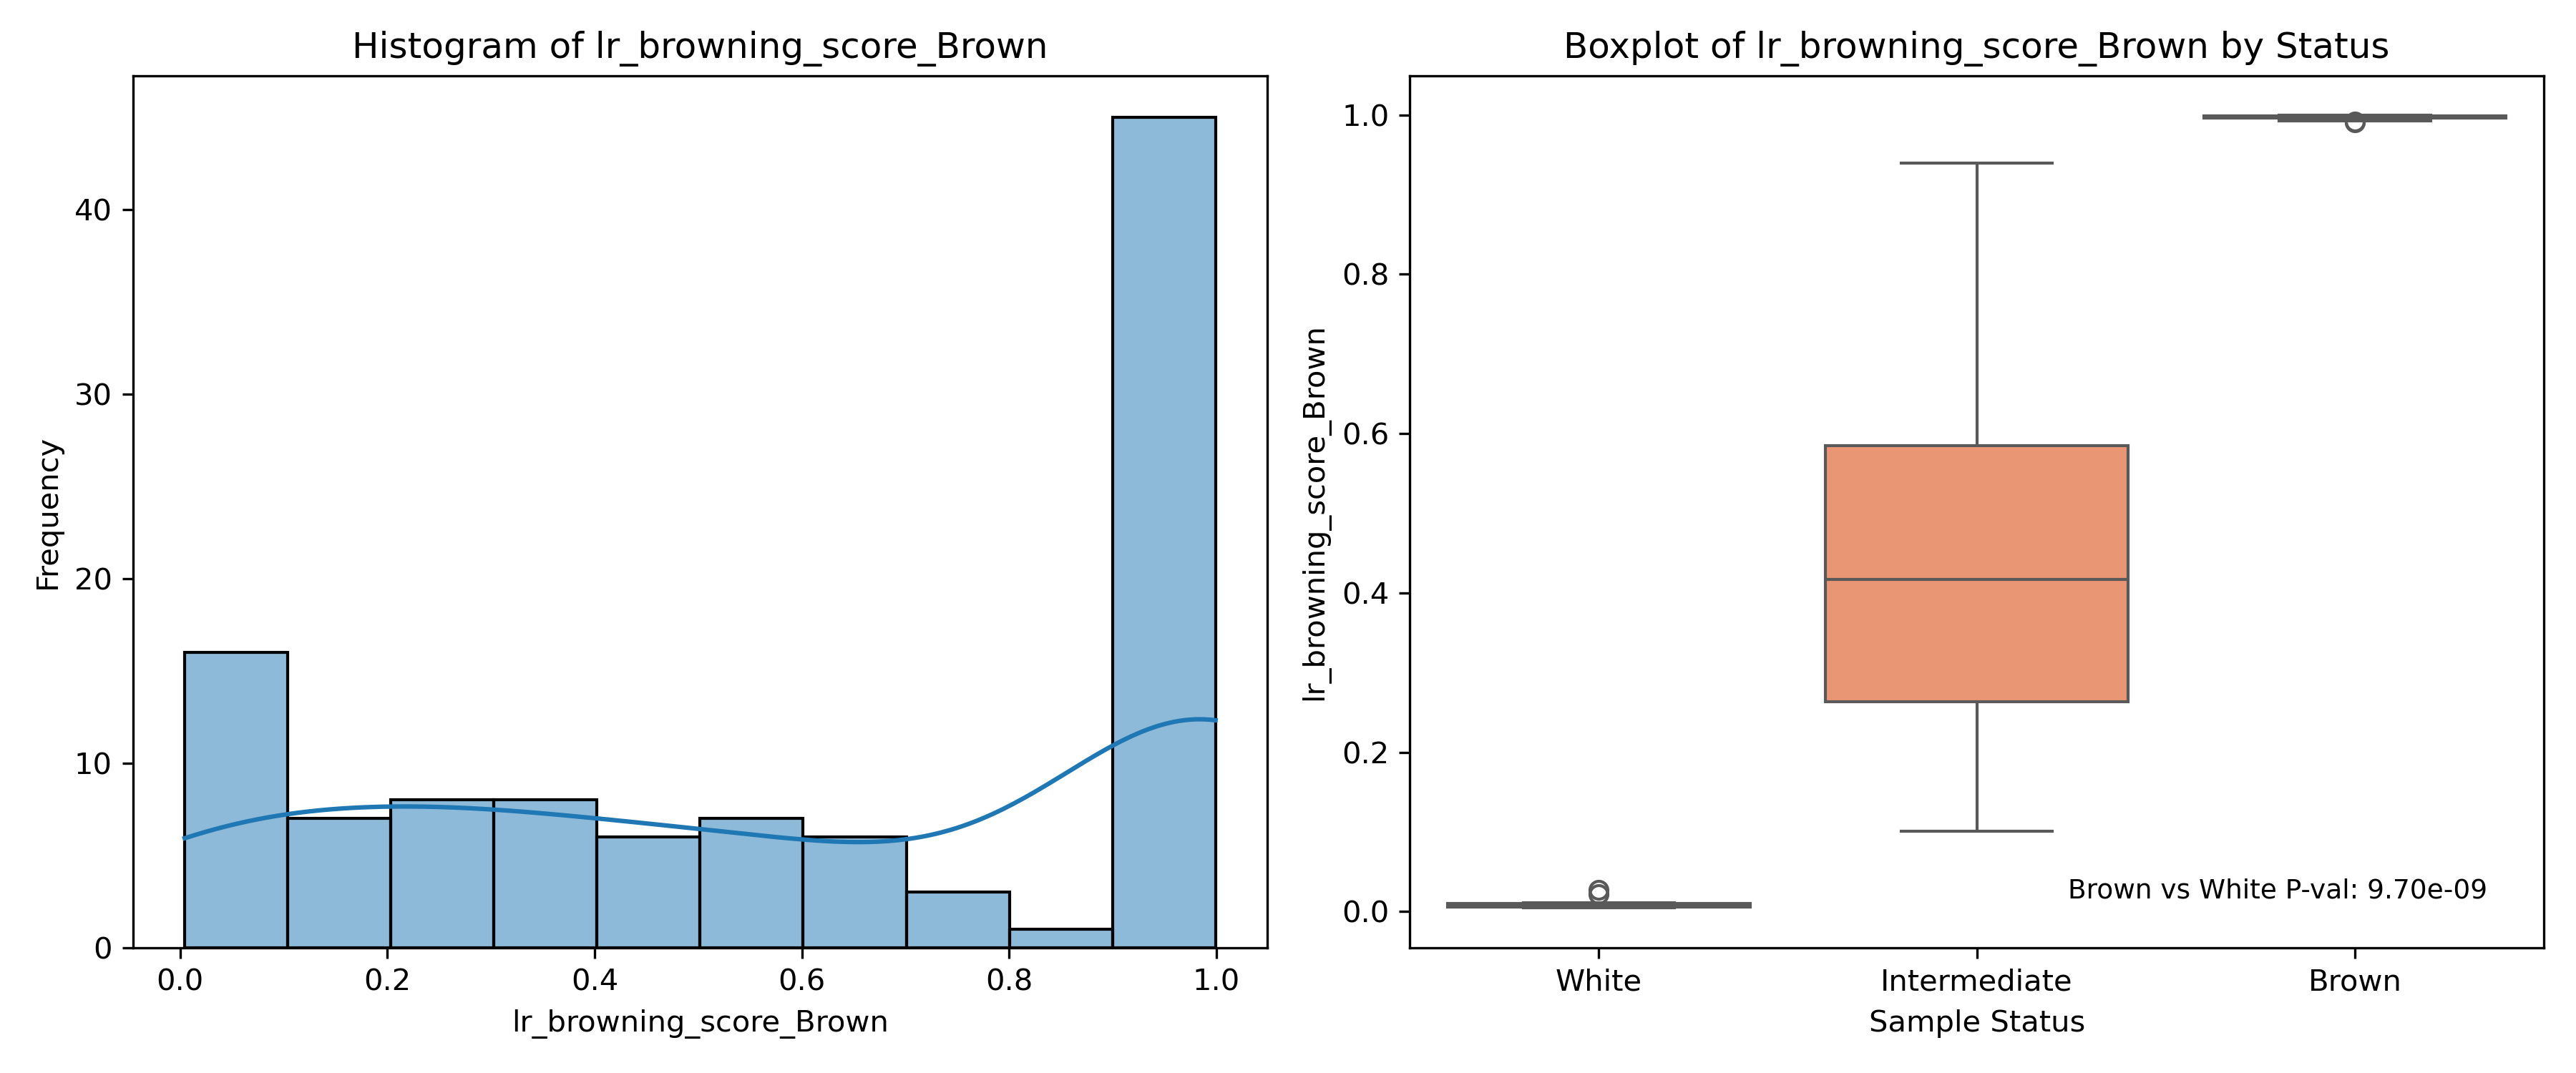 Histogram of lr_browning_score_Brown
Frequency
40
30
20
10
0
0.0 0.2 0.4 0.6 0.8 1.0
lr_browning_score_Brown
Boxplot of lr_browning_score_Brown by Status
lr_browning_score_Brown
1.0
0.8
0.6
0.4
0.2
0.0
Brown vs White P-val: 9.70e-09
White Intermediate Brown
Sample Status